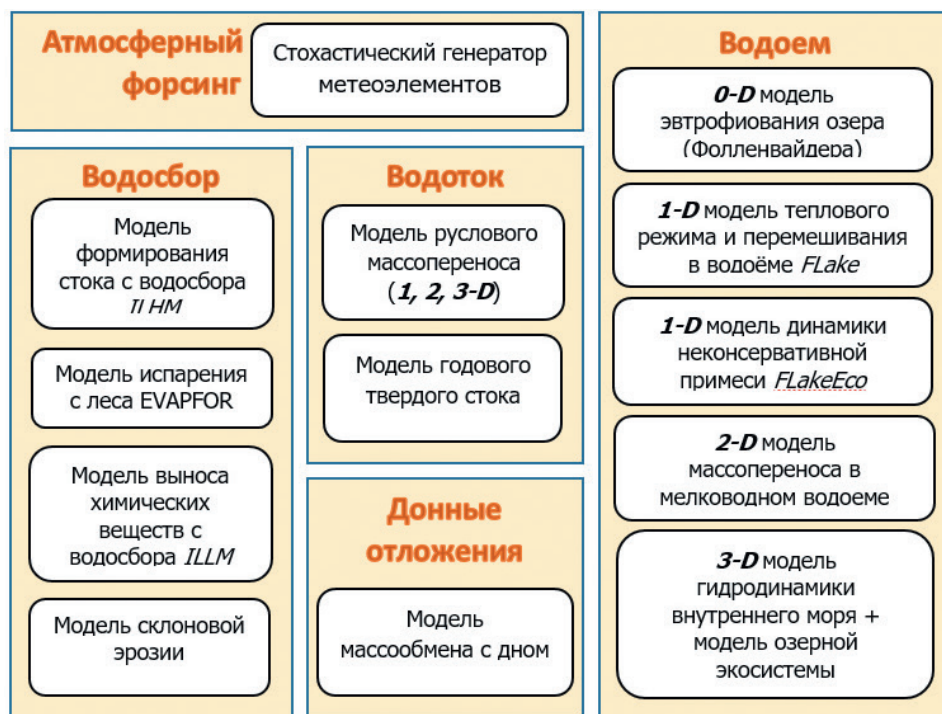 Атмосферный
форсинг
Стохастический генератор
метеоэлементов
Водосбор
Модель
формирования
стока с водосбора
II HM
Модель испарения
с леса EVAPFOR
Модель выноса
химических
веществ с
водосбора ILLM
Модель склоновой
эрозии
Водоток
Модель руслового
массопереноса
(1, 2, 3-D)
Модель годового
твердого стока
Донные
отложения
Модель
массообмена с дном
Водоем
0-D модель
эвтрофиования озера
(Фолленвайдера)
1-D модель теплового
режима и перемешивания
в водоёме FLake
1-D модель динамики
неконсервативной
примеси FLakeEco
2-D модель
массопереноса в
мелководном водоеме
3-D модель
гидродинамики
внутреннего моря +
модель озерной
экосистемы